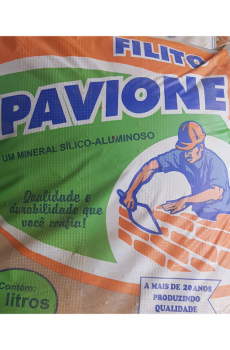 FILITO
PAVIONE
UM MINERAL SÍLICO-ALUMINOSO
Qualidade e
durabilidade que
você confia!
Contém:
litros
A MAIS DE 20 ANOS
PRODUZINDO
QUALIDADE